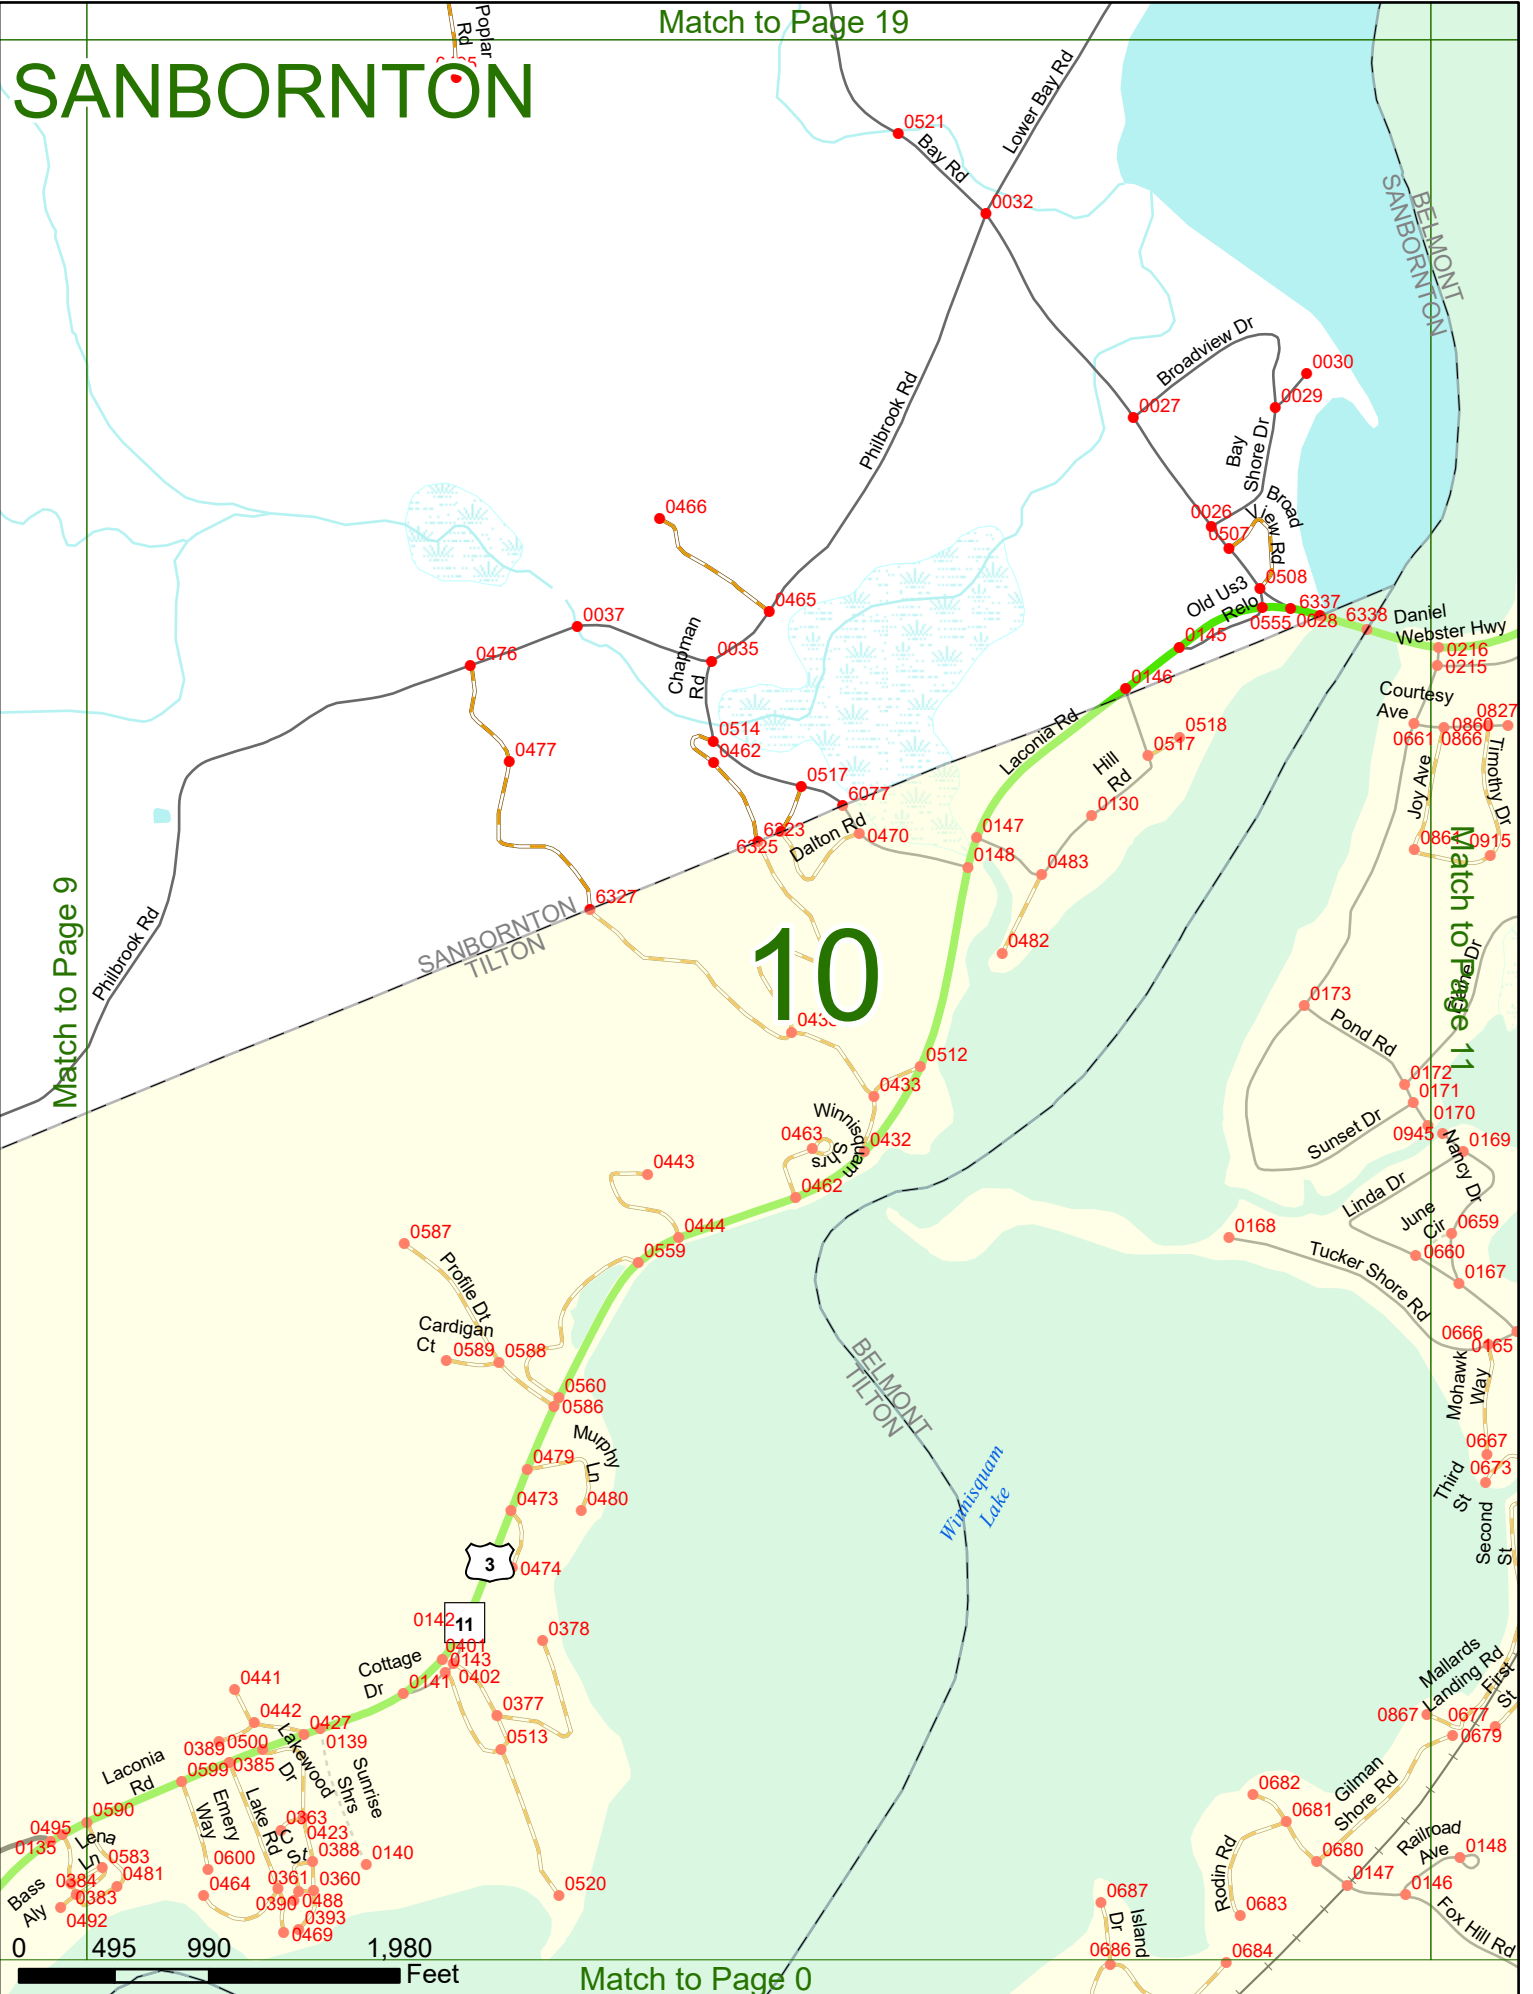 Match to Page 19
Poplar
Rd
SANBORNTON
0521
Bay Rd
Lower Bay Rd
0032
BELMONT
SANBORNTON
Broadview Dr
0030
0029
0027
Philbrook Rd
Bay
Shore Dr
Broad
View Rd
0466
0026
0507
0508
0465
Old Us3
Relo
6337
0555
0028
6338
Daniel
Webster Hwy
0037
0035
Chapman
Rd
0145
0216
0215
0476
0146
Courtesy
Ave
0827
0860
0661
0866
0514
0462
0477
Laconia Rd
0518
0517
Hill
Rd
Timothy Dr
Joy Ave
0517
6077
0130
6323
6325
Dalton Rd
0470
0147
0148
0861
0915
0483
Match to Page 9
Philbrook Rd
6327
SANBORNTON
TILTON
10
0482
Match to Page 11
0173
Pond Rd
0512
0433
0172
0171
0170
0945
0169
Winnisquam
Shrs
0463
0432
Sunset Dr
Nancy Dr
0443
0462
Linda Dr
June
Cir
0659
0660
0167
0168
Tucker Shore Rd
0444
0559
0587
Profile Dt
Cardigan
Ct
0589
0588
0666
0165
Mohawk
Way
BELMONT
TILTON
0560
0586
Murphy
Ln
0479
0480
0473
0667
0673
Third
St
Second
St
Winnisquam
Lake
3
0474
11
0142
0401
0143
0402
0141
0378
Cottage
Dr
0377
0513
0441
0442
0427
0139
0389
0500
0385
0599
Laconia
Rd
Lakewood
Dr
Sunrise
Shrs
Mallards
Landing Rd
First
St
0867
0677
0679
Gilman
Shore Rd
0682
0681
0680
0590
0495
0135
Lena
Ln
Emery
Way
Lake Rd
0363
0423
C St
0388
0140
0583
0481
0600
0464
0384
0383
0492
Bass
Aly
0361
0360
0390
0488
0393
0469
0520
Rodin Rd
0683
0684
Railroad
Ave
0148
0147
0146
Fox Hill Rd
0687
Island
Dr
0686
0
495
990
1,980
Feet
Match to Page 0